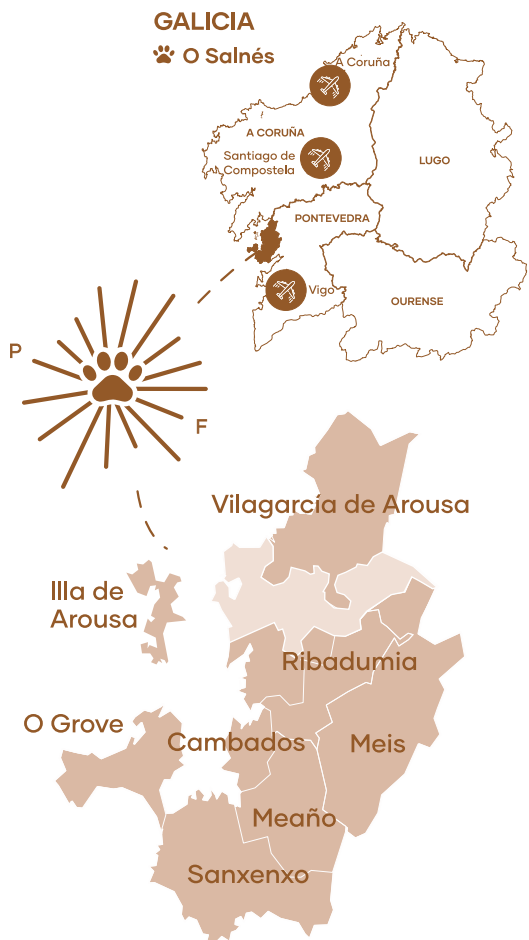 GALICIA
O Salnés
A Coruña
A CORUÑA
Santiago de
Compostela
LUGO
PONTEVEDRA
Vigo
OURENSE
P
F
Vilagarcía de Arousa
Illa de
Arousa
Ribadumia
O Grove
Cambados
Meis
Meaño
Sanxenxo